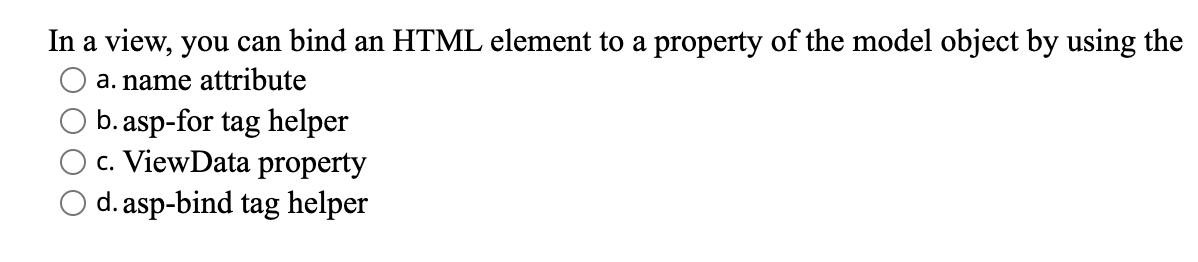 In a view, you can bind an HTML element to a property of the model object by using the
a. name attribute
b. asp-for tag helper
c. ViewData property
d. asp-bind tag helper